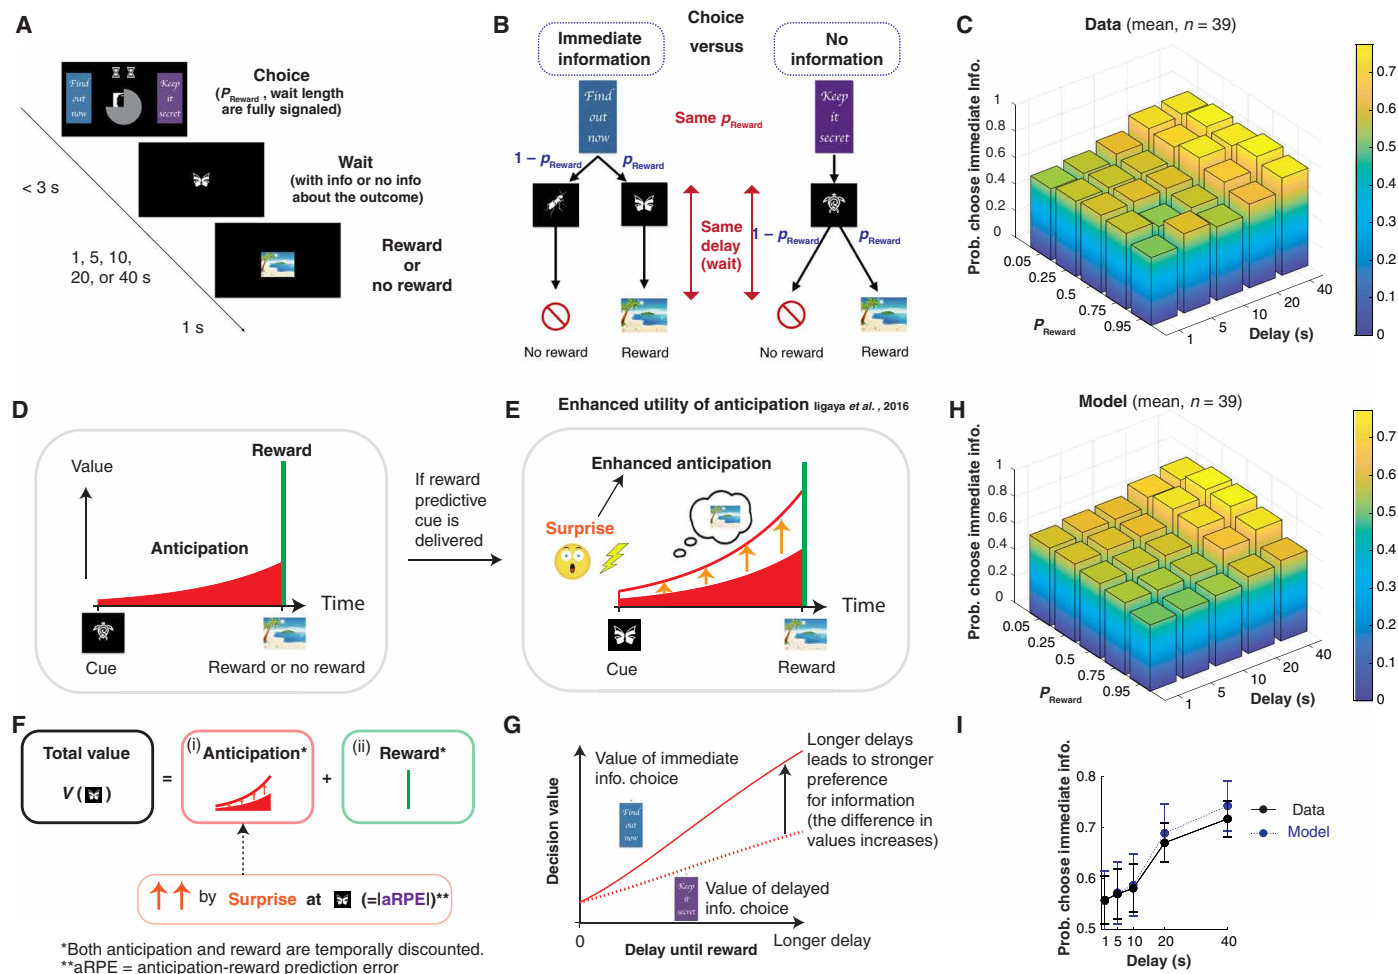 A
Find
out
now
Keep
it
secret
Choice
(PReward , wait length
are fully signaled)
Wait
(with info or no info
about the outcome)
Reward
or
no reward
< 3 s
1, 5, 10,
20, or 40 s
1 s
B
Choice
versus
Immediate
information
No
information
Find
out
now
Keep
it
secret
Same pReward
1 – pReward
pReward
Same
delay
(wait)
1 – pReward
pReward
No reward
Reward
No reward
Reward
C
Data (mean, n = 39)
Prob. choose immediate Info.
1
0.8
0.6
0.4
0.2
0
0.05
0.25
0.5
0.75
0.95
PReward
1
5
10
20
40
Delay (s)
0.7
0.6
0.5
0.4
0.3
0.2
0.1
0
D
Value
Reward
Anticipation
Time
Cue
Reward or no reward
If reward
predictive
cue is
delivered
E
Enhanced utility of anticipation Iigaya et al. , 2016
Enhanced anticipation
Surprise
Time
Cue
Reward
H
Model (mean, n = 39)
Prob. choose immediate info.
1
0.8
0.6
0.4
0.2
0
0.05
0.25
0.5
0.75
0.95
PReward
1
5
10
20
40
Delay (s)
0.7
0.6
0.5
0.4
0.3
0.2
0.1
0
F
Total value
V ( )
=
(i) Anticipation*
+
(ii) Reward*
by Surprise at (=|aRPE|)**
*Both anticipation and reward are temporally discounted.
**aRPE = anticipation-reward prediction error
G
Decision value
Value of immediate
info. choice
Find
out
now
Longer delays
leads to stronger
preference
for information
(the difference in
values increases)
Keep
it
secret
Value of delayed
info. choice
0
Delay until reward
Longer delay
I
Prob. choose immediate info.
0.8
0.7
0.6
0.5
1 5 10 20 40
Delay (s)
Data
Model